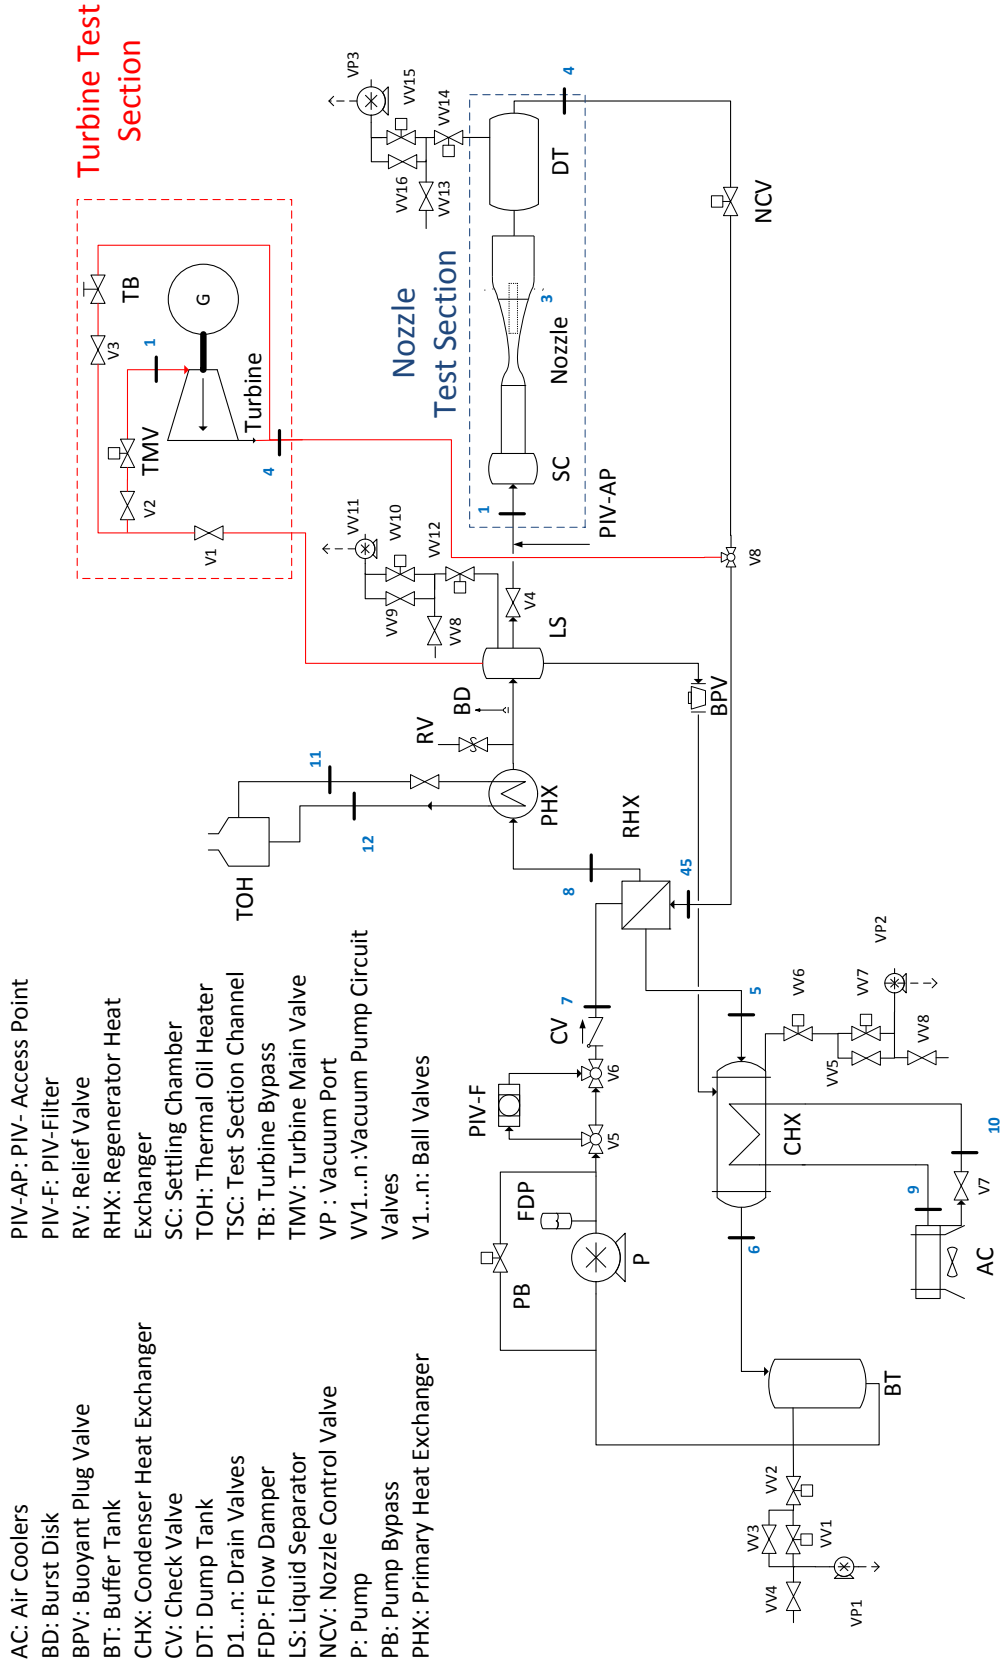 AC: Air Coolers
BD: Burst Disk
BPV: Buoyant Plug Valve
BT: Buffer Tank
CHX: Condenser Heat Exchanger
CV: Check Valve
DT: Dump Tank
D1...n: Drain Valves
FDP: Flow Damper
LS: Liquid Separator
NCV: Nozzle Control Valve
P: Pump
PB: Pump Bypass
PHX: Primary Heat Exchanger
PIV-AP: PIV- Access Point
PIV-F: PIV-Filter
RV: Relief Valve
RHX: Regenerator Heat
Exchanger
SC: Settling Chamber
TOH: Thermal Oil Heater
TSC: Test Section Channel
TB: Turbine Bypass
TMV: Turbine Main Valve
VP : Vacuum Port
VV1...n :Vacuum Pump Circuit
Valves
V1...n: Ball Valves
Turbine Test
Section
TB
V3
G
1
TMV
V2
Turbine
4
V1
VP3
VV15
VV14
VV16
VV13
4
DT
Nozzle
Test Section
3
Nozzle
SC
1
PIV-AP
NCV
V8
VV11
VV10
VV12
VV9
VV8
V4
LS
BD
RV
BPV
11
12
TOH
PHX
RHX
8
45
7
CV
5
V6
V5
PIV-F
FDP
PB
P
VP2
VV6
VV7
VV5
VV8
CHX
10
9
V7
AC
6
BT
VV2
VV3
VV1
VV4
VP1